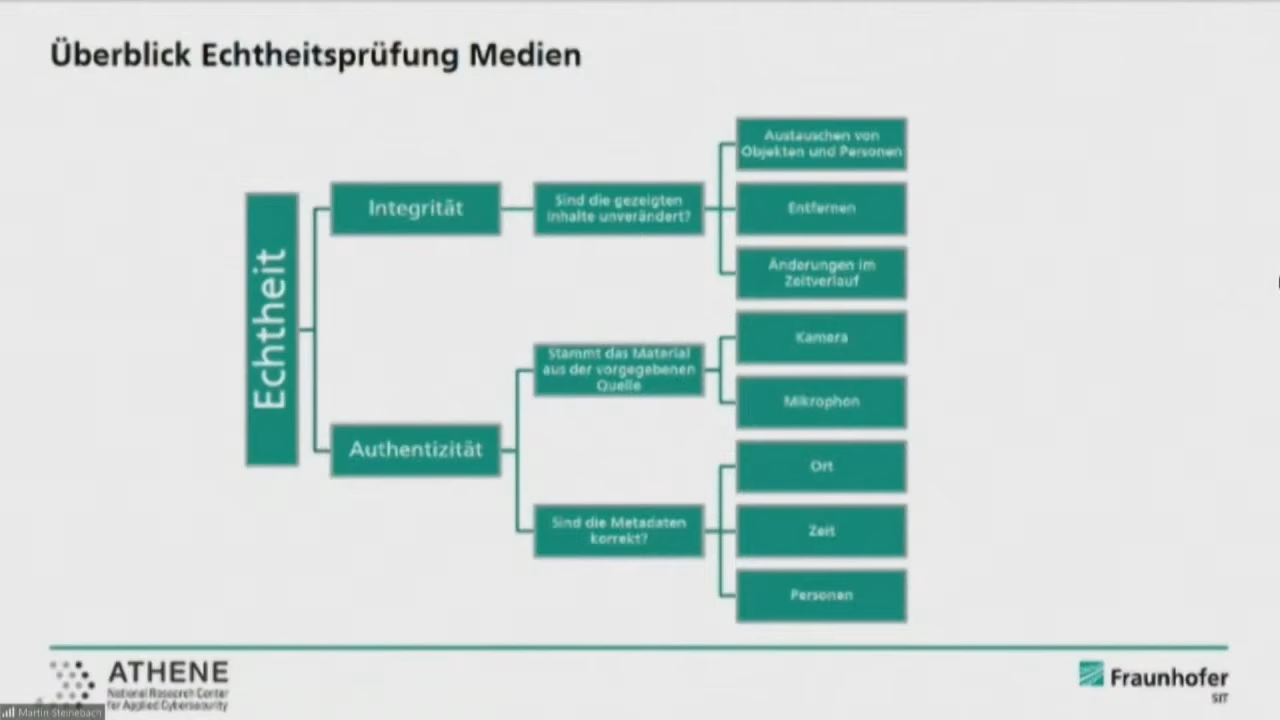 Überblick Echtheitsprüfung Medien
Echtheit
Integrität
Sind die gezeigten
Inhalte unverändert?
Austauschen von
Objekten und Personen
Entfernen
Änderungen im
Zeitverlauf
Authentizität
Stammt das Material
aus der vorgegebenen
Quelle
Kamera
Mikrophon
Sind die Metadaten
korrekt?
Ort
Zeit
Personen
ATHENE
National Research Center
for Applied Cybersecurity
Martin Steinebach
Fraunhofer
SIT